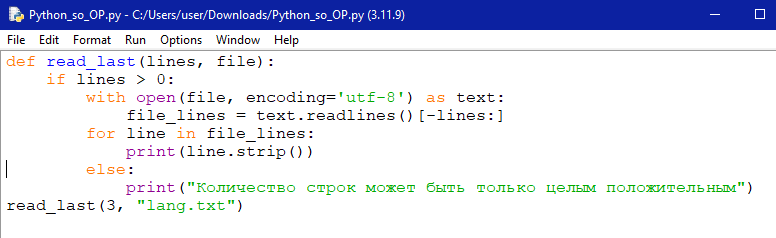 Python_so_OP.py - C:/Users/user/Downloads/Python_so_OP.py (3.11.9)
File Edit Format Run Options Window Help
def read_last(lines, file):
    if lines > 0:
        with open(file, encoding='utf-8') as text:
            file_lines = text.readlines()[-lines:]
        for line in file_lines:
            print(line.strip())
        else:
            print("Количество строк может быть только целым положительным")
read_last(3, "lang.txt")